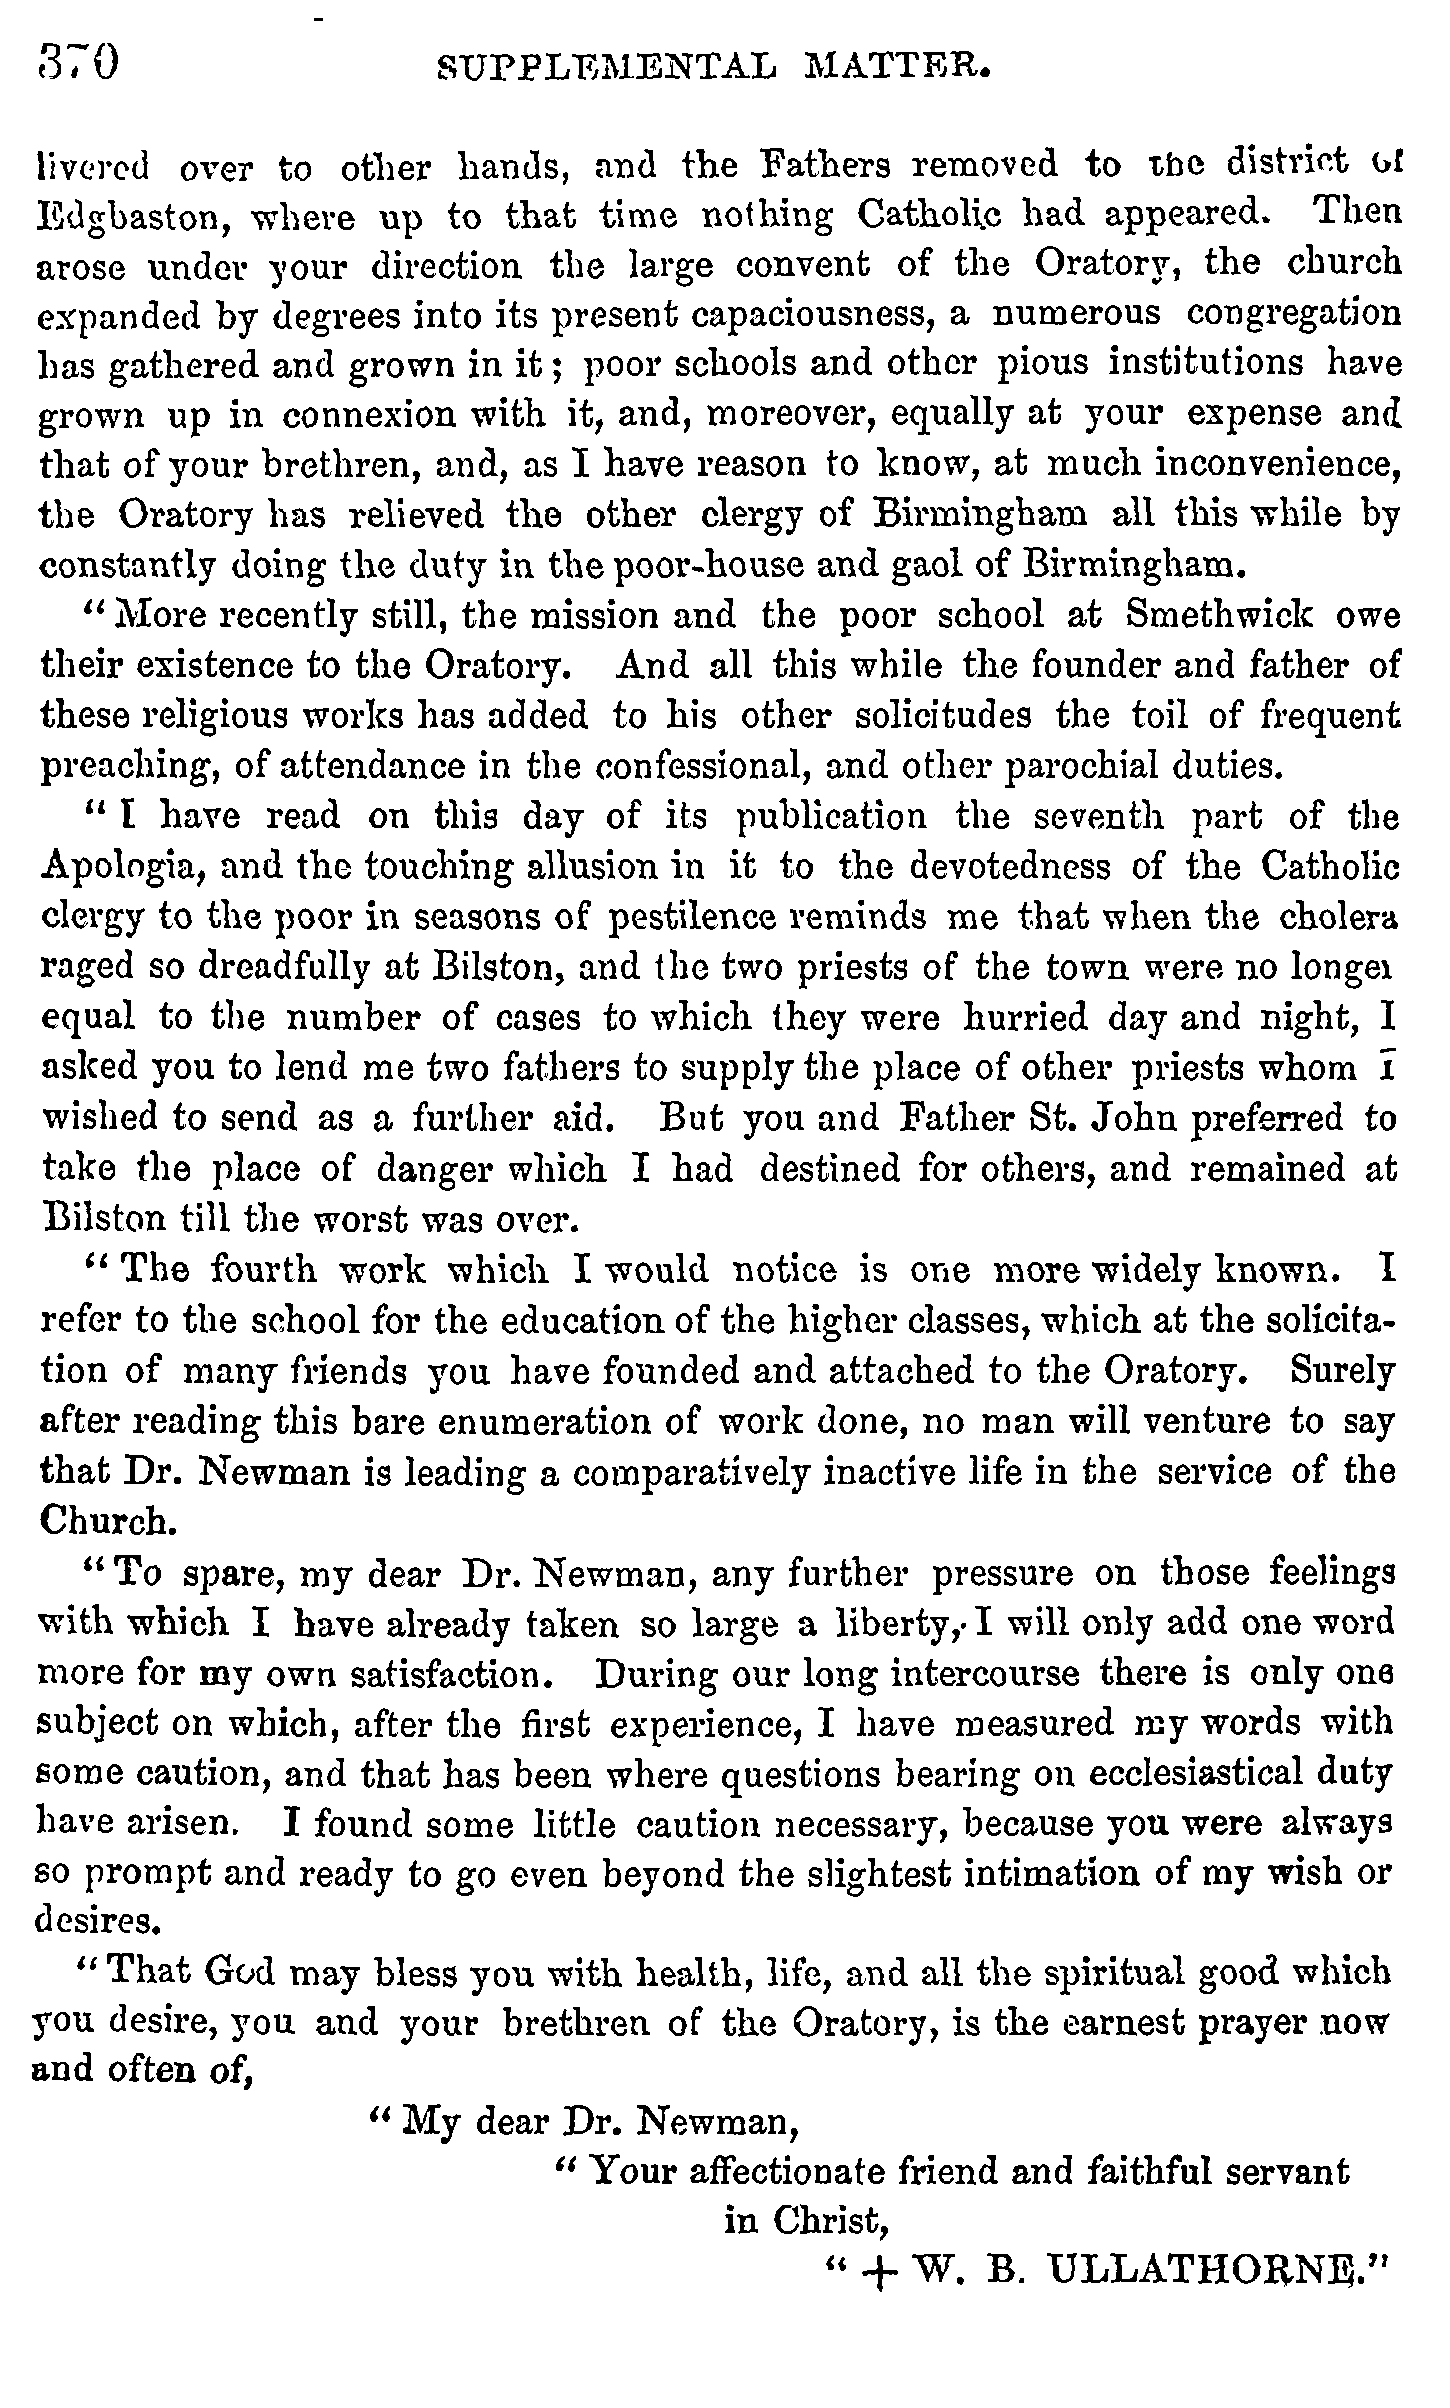 370 SUPPLEMENTAL MATTER.
livered over to other hands, and the Fathers removed to the district of
Edgbaston, where up to that time nothing Catholic had appeared. Then
arose under your direction the large convent of the Oratory, the church
expanded by degrees into its present capaciousness, a numerous congregation
has gathered and grown in it; poor schools and other pious institutions have
grown up in connexion with it, and, moreover, equally at your expense and
that of your brethren, and, as I have reason to know, at much inconvenience,
the Oratory has relieved the other clergy of Birmingham all this while by
constantly doing the duty in the poor-house and gaol of Birmingham.
“More recently still, the mission and the poor school at Smethwick owe
their existence to the Oratory. And all this while the founder and father of
these religious works has added to his other solicitudes the toil of frequent
preaching, of attendance in the confessional, and other parochial duties.
“I have read on this day of its publication the seventh part of the
Apologia, and the touching allusion in it to the devotedness of the Catholic
clergy to the poor in seasons of pestilence reminds me that when the cholera
raged so dreadfully at Bilston, and the two priests of the town were no longer
equal to the number of cases to which they were hurried day and night, I
asked you to lend me two fathers to supply the place of other priests whom I
wished to send as a further aid. But you and Father St. John preferred to
take the place of danger which I had destined for others, and remained at
Bilston till the worst was over.
“The fourth work which I would notice is one more widely known. I
refer to the school for the education of the higher classes, which at the solicita-
tion of many friends you have founded and attached to the Oratory. Surely
after reading this bare enumeration of work done, no man will venture to say
that Dr. Newman is leading a comparatively inactive life in the service of the
Church.
“To spare, my dear Dr. Newman, any further pressure on those feelings
with which I have already taken so large a liberty, I will only add one word
more for my own satisfaction. During our long intercourse there is only one
subject on which, after the first experience, I have measured my words with
some caution, and that has been where questions bearing on ecclesiastical duty
have arisen. I found some little caution necessary, because you were always
so prompt and ready to go even beyond the slightest intimation of my wish or
desires.
“That God may bless you with health, life, and all the spiritual good which
you desire, you and your brethren of the Oratory, is the earnest prayer now
and often of,
“My dear Dr. Newman,
“Your affectionate friend and faithful servant
in Christ,
“+ W. B. ULLATHORNE.”